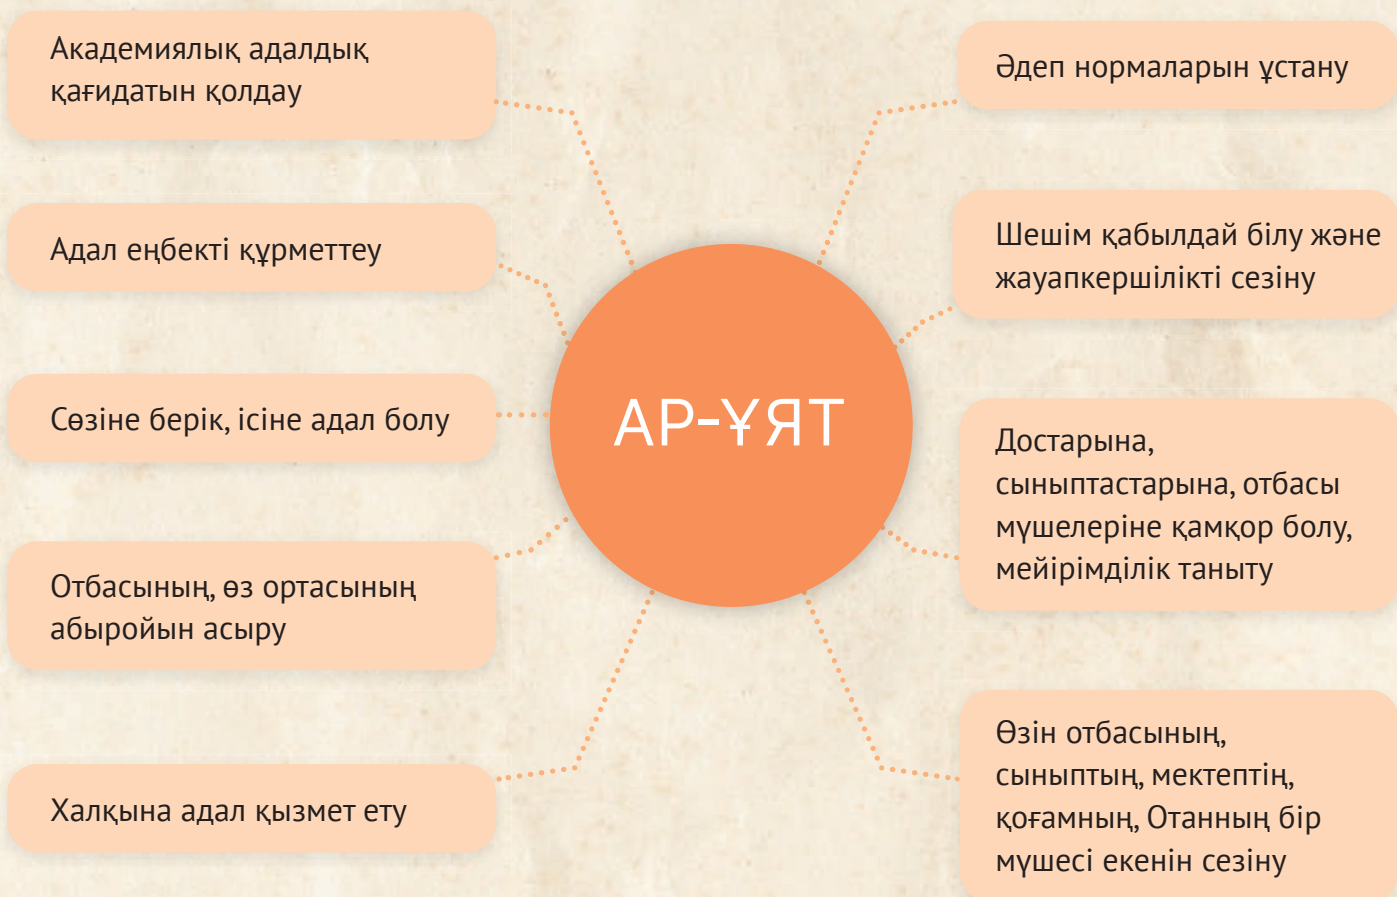 Академиялық адалдық
қағидатын қолдау
Адал еңбекті құрметтеу
Сөзіне берік, ісіне адал болу
Отбасының, өз ортасының
абыройын асыру
Халқына адал қызмет ету
АР-ҰЯТ
Әдеп нормаларын ұстану
Шешім қабылдай білу және
жауапкершілікті сезіну
Достарына,
сыныптастарына, отбасы
мүшелеріне қамқор болу,
мейірімділік таныту
Өзін отбасының,
сыныптың, мектептің,
қоғамның, Отанның бір
мүшесі екенін сезіну